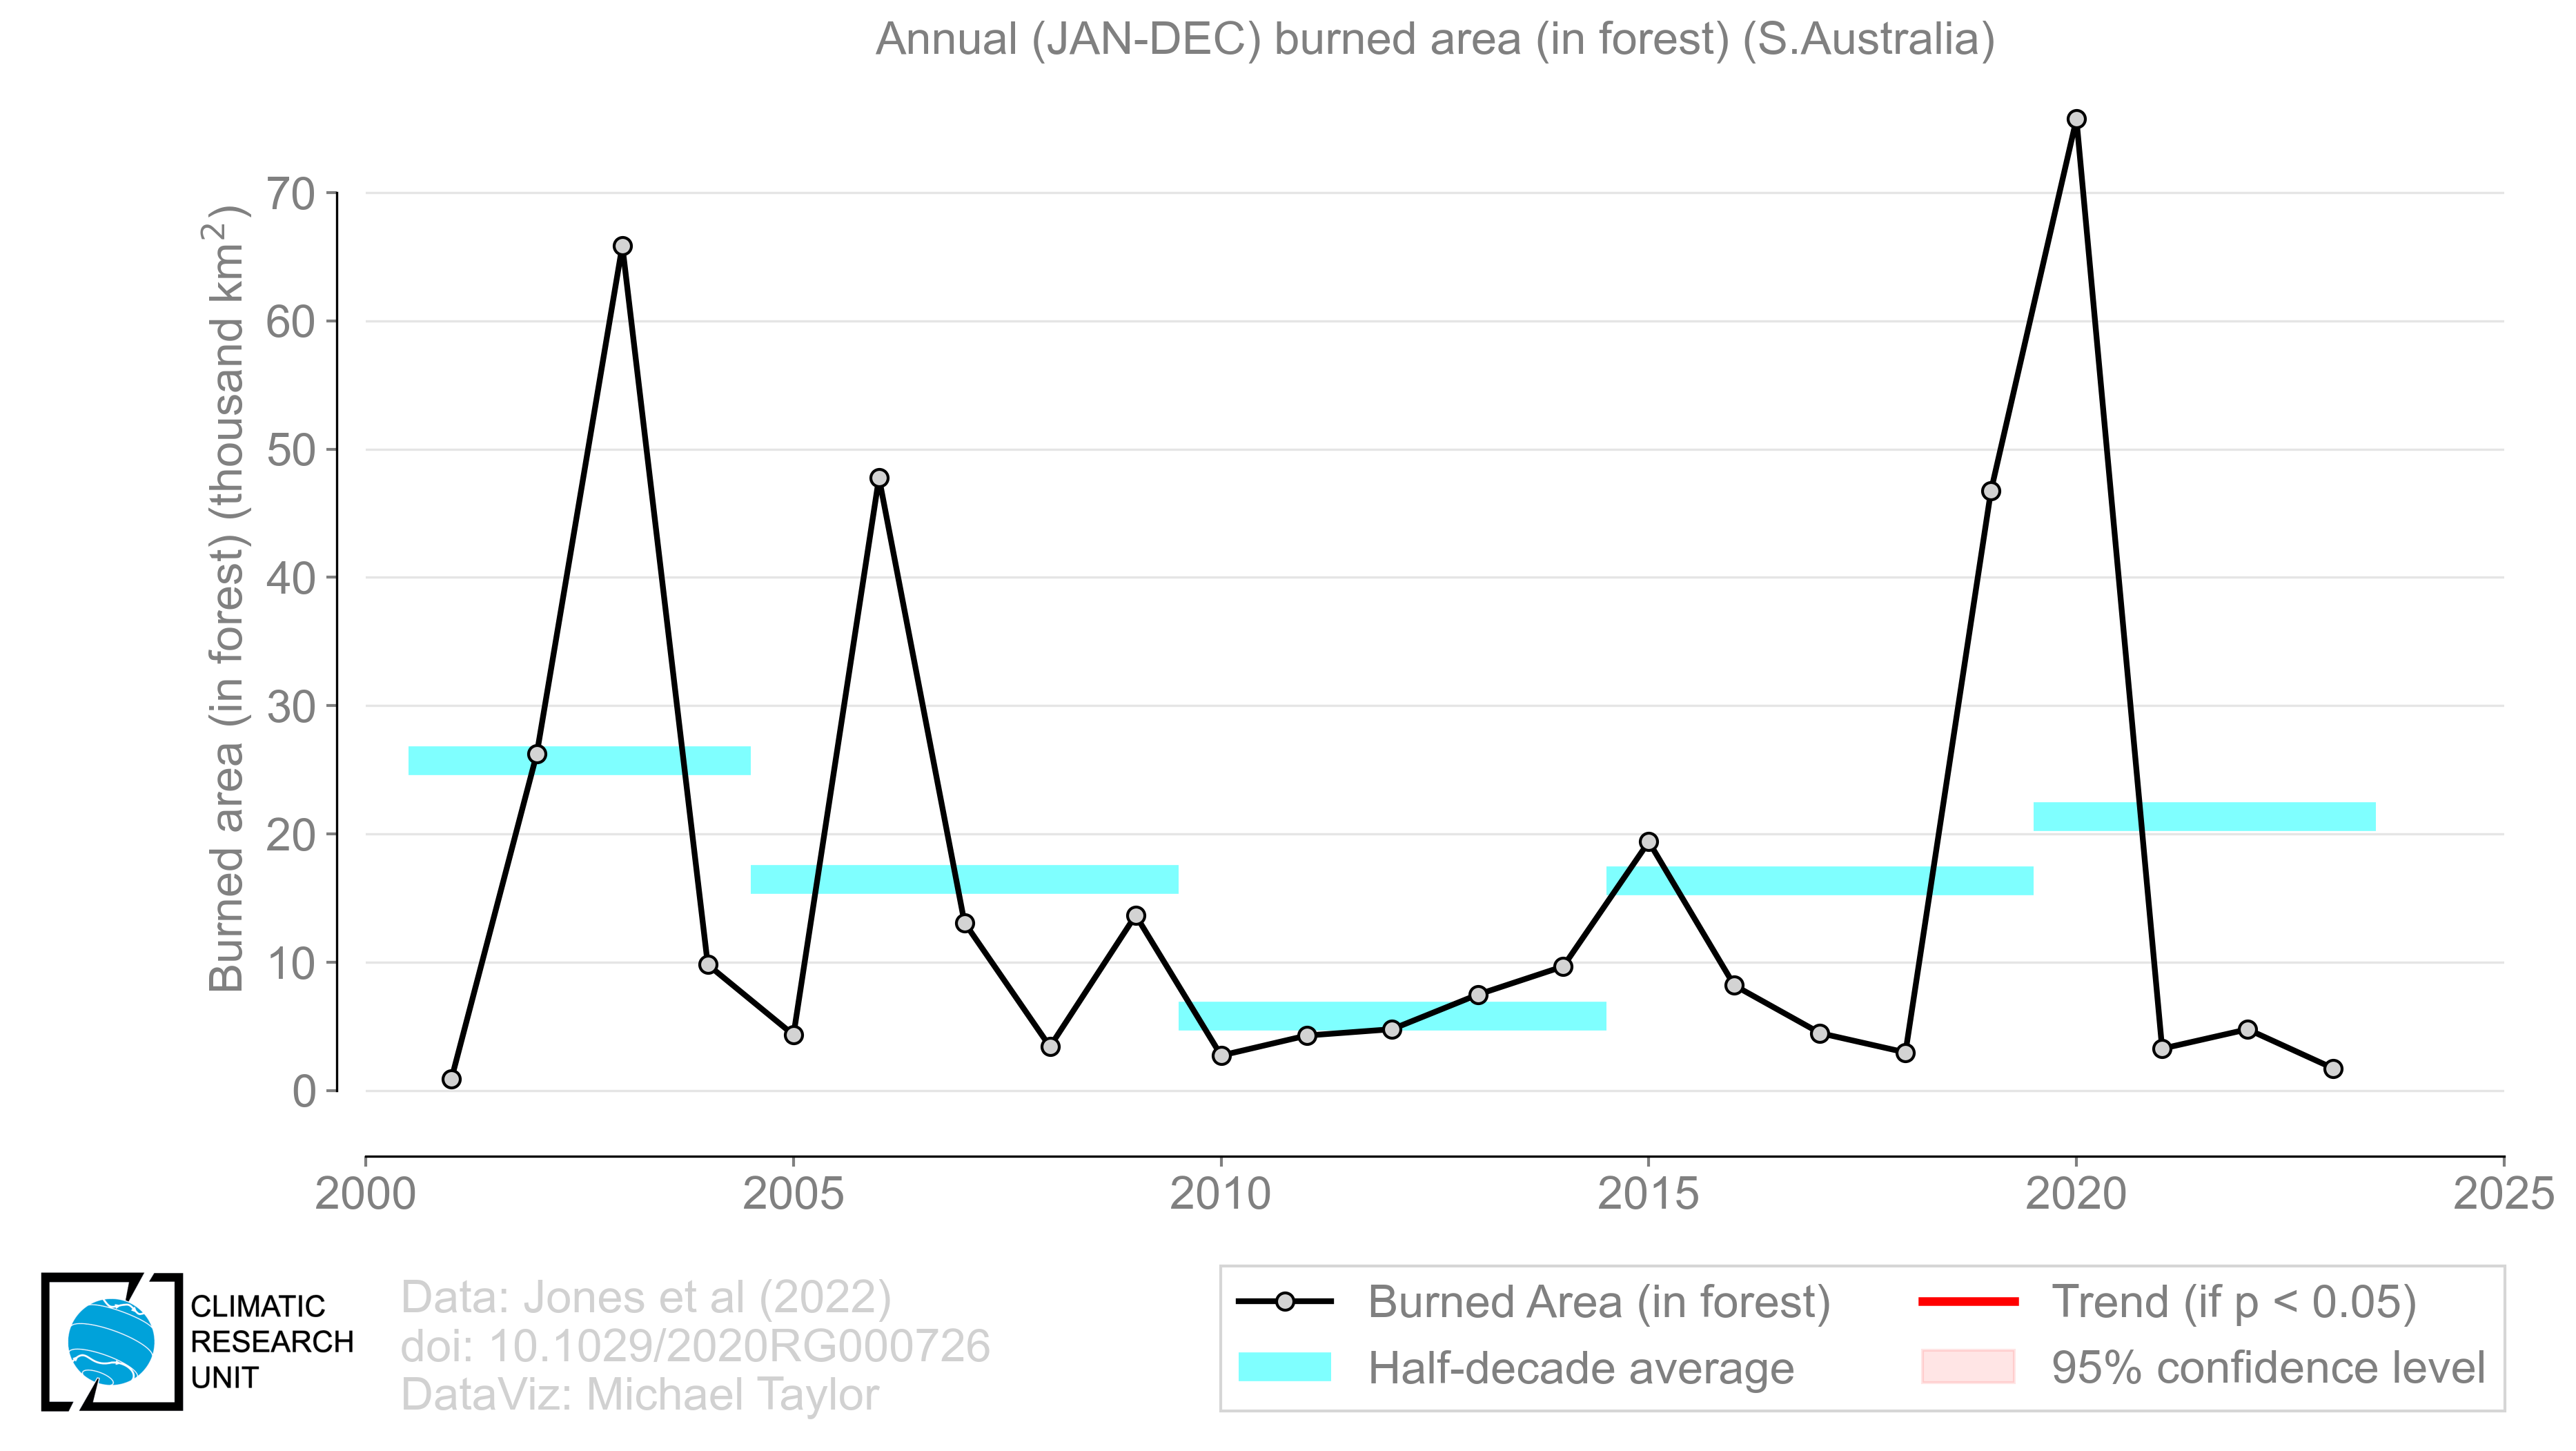 Annual (JAN-DEC) burned area (in forest) (S.Australia)
Burned area (in forest) (thousand km²)
70
60
50
40
30
20
10
0
2000
2005
2010
2015
2020
2025
CLIMATIC
RESEARCH
UNIT
Data: Jones et al (2022)
doi: 10.1029/2020RG000726
DataViz: Michael Taylor
Burned Area (in forest)
Half-decade average
Trend (if p < 0.05)
95% confidence level